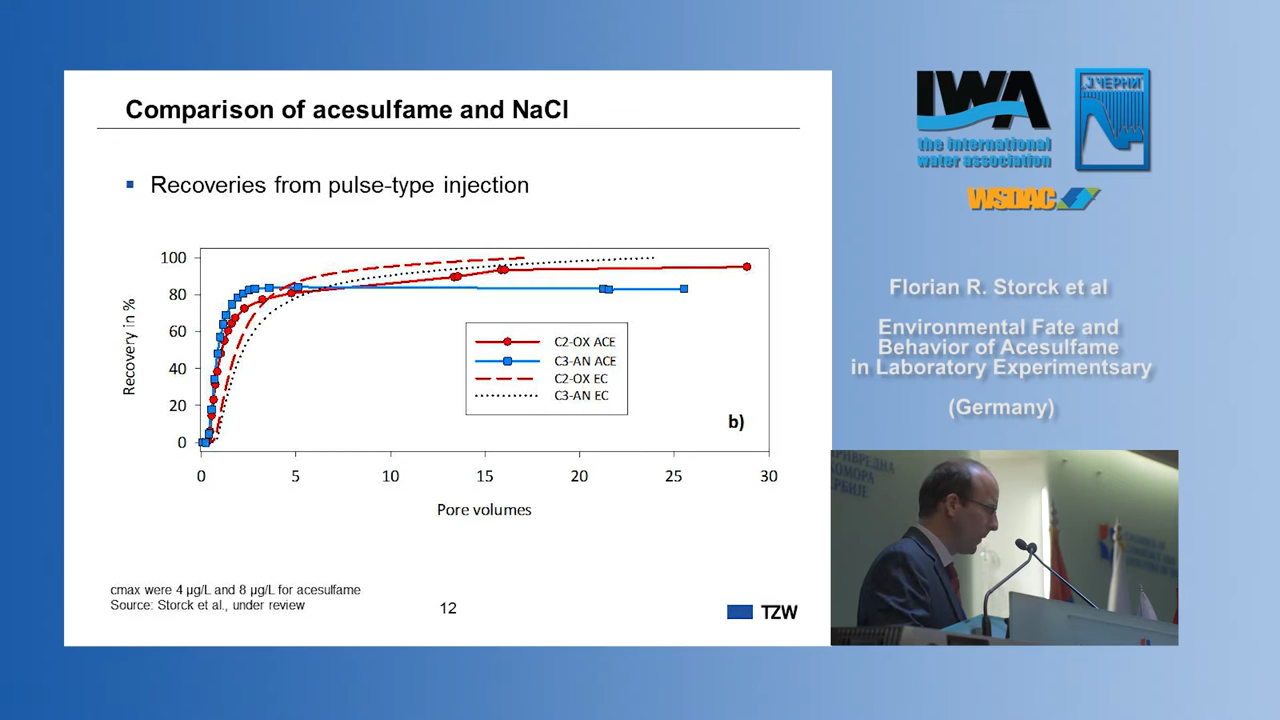 Comparison of acesulfame and NaCl
Recoveries from pulse-type injection
Recovery in %
100
80
60
40
20
0
0
5
10
15
20
25
30
Pore volumes
C2-OX ACE
C3-AN ACE
C2-OX EC
C3-AN EC
b)
cmax were 4 µg/L and 8 µg/L for acesulfame
Source: Storck et al., under review
12
TZW
IWA
the international
water association
J.ЧЕРНИ
WSDAC
Florian R. Storck et al
Environmental Fate and
Behavior of Acesulfame
in Laboratory Experimentsary
(Germany)